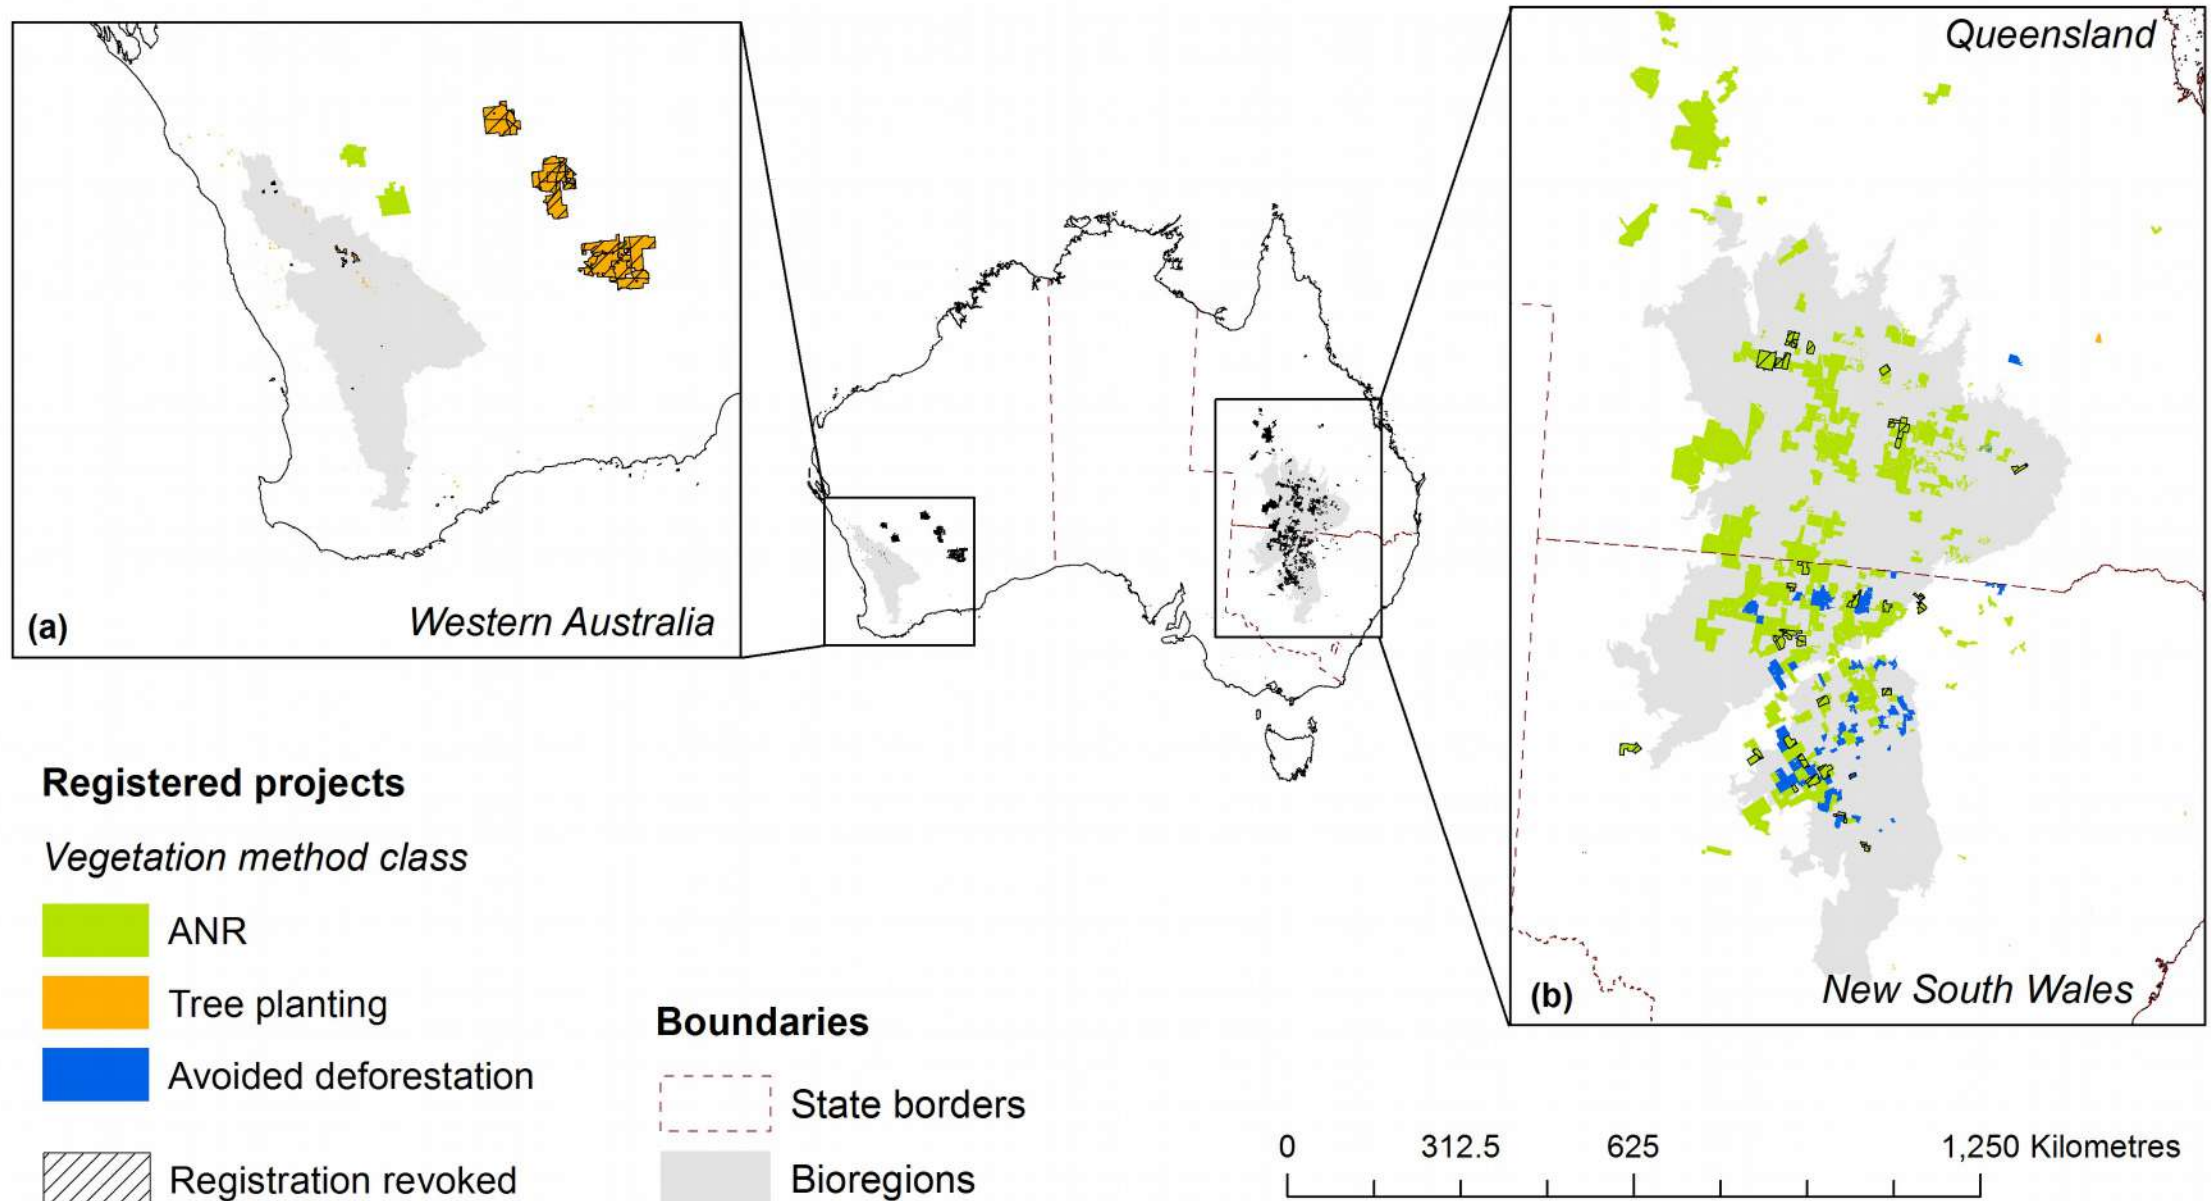 Queensland
(a)
Western Australia
(b)
New South Wales
Registered projects
Vegetation method class
ANR
Tree planting
Avoided deforestation
Registration revoked
Boundaries
State borders
Bioregions
0 312.5 625 1,250 Kilometres